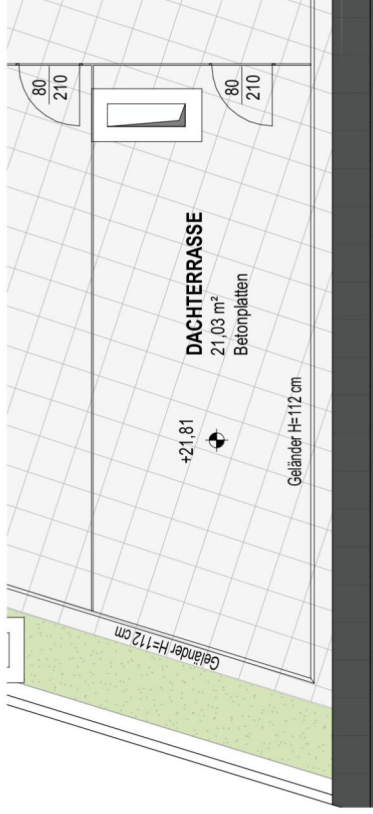 80
210
80
210
DACHTERRASSE
21,03 m²
Betonplatten
+21,81
Geländer H=112 cm
Geländer H=112 cm